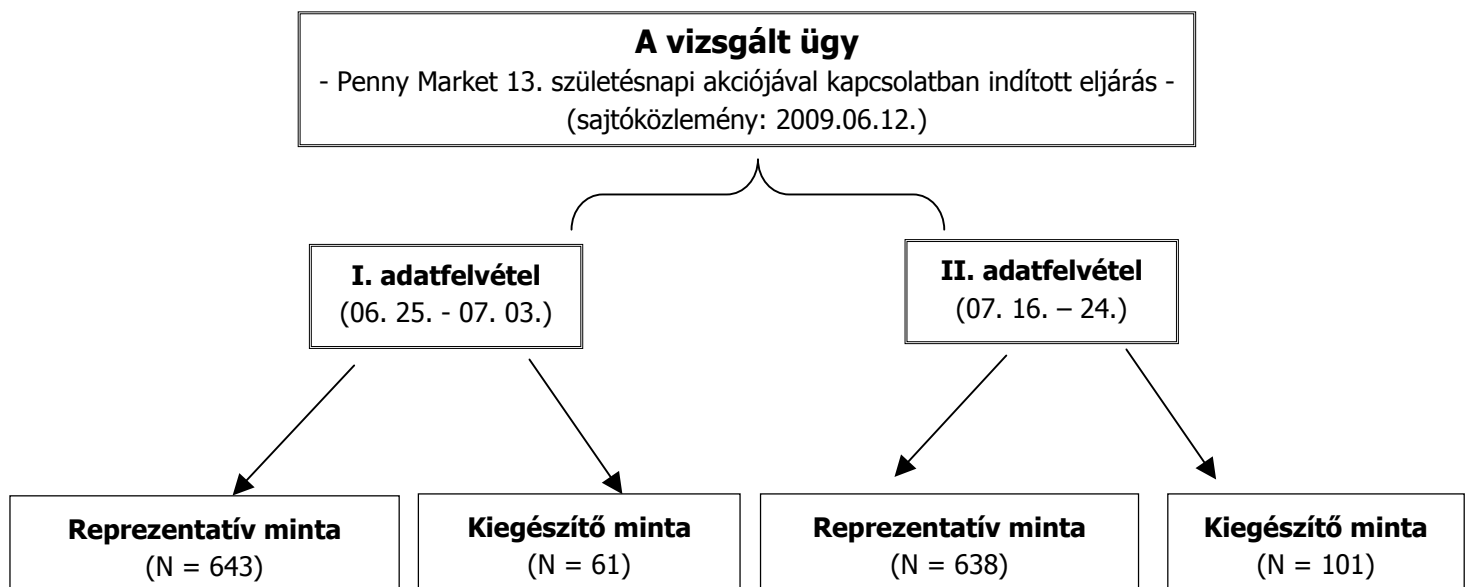 A vizsgált ügy
- Penny Market 13. születésnapi akciójával kapcsolatban indított eljárás -
(sajtóközlemény: 2009.06.12.)
I. adatfelvétel
(06. 25. - 07. 03.)
II. adatfelvétel
(07. 16. – 24.)
Reprezentatív minta
(N = 643)
Kiegészítő minta
(N = 61)
Reprezentatív minta
(N = 638)
Kiegészítő minta
(N = 101)